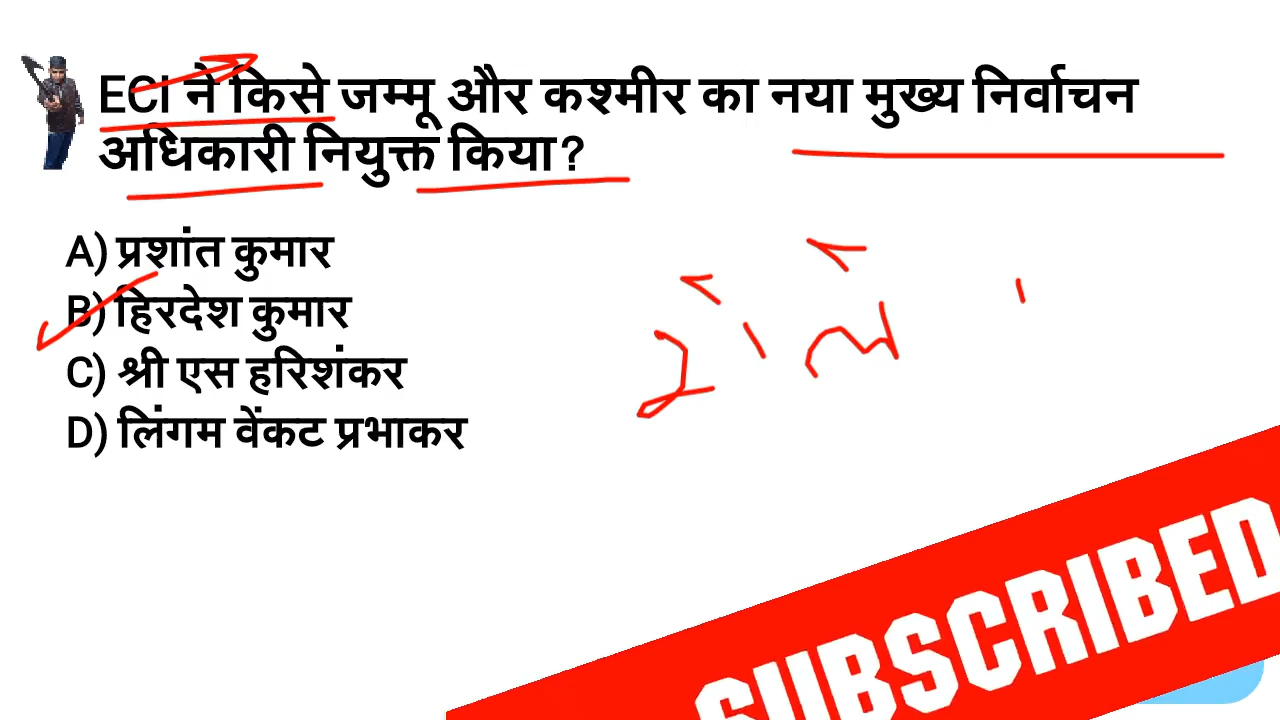 ECI ने किसे जम्मू और कश्मीर का नया मुख्य निर्वाचन
अधिकारी नियुक्त किया?
A) प्रशांत कुमार
B) हिरदेश कुमार
C) श्री एस हरिशंकर
D) लिंगम वेंकट प्रभाकर
SUBSCRIBED